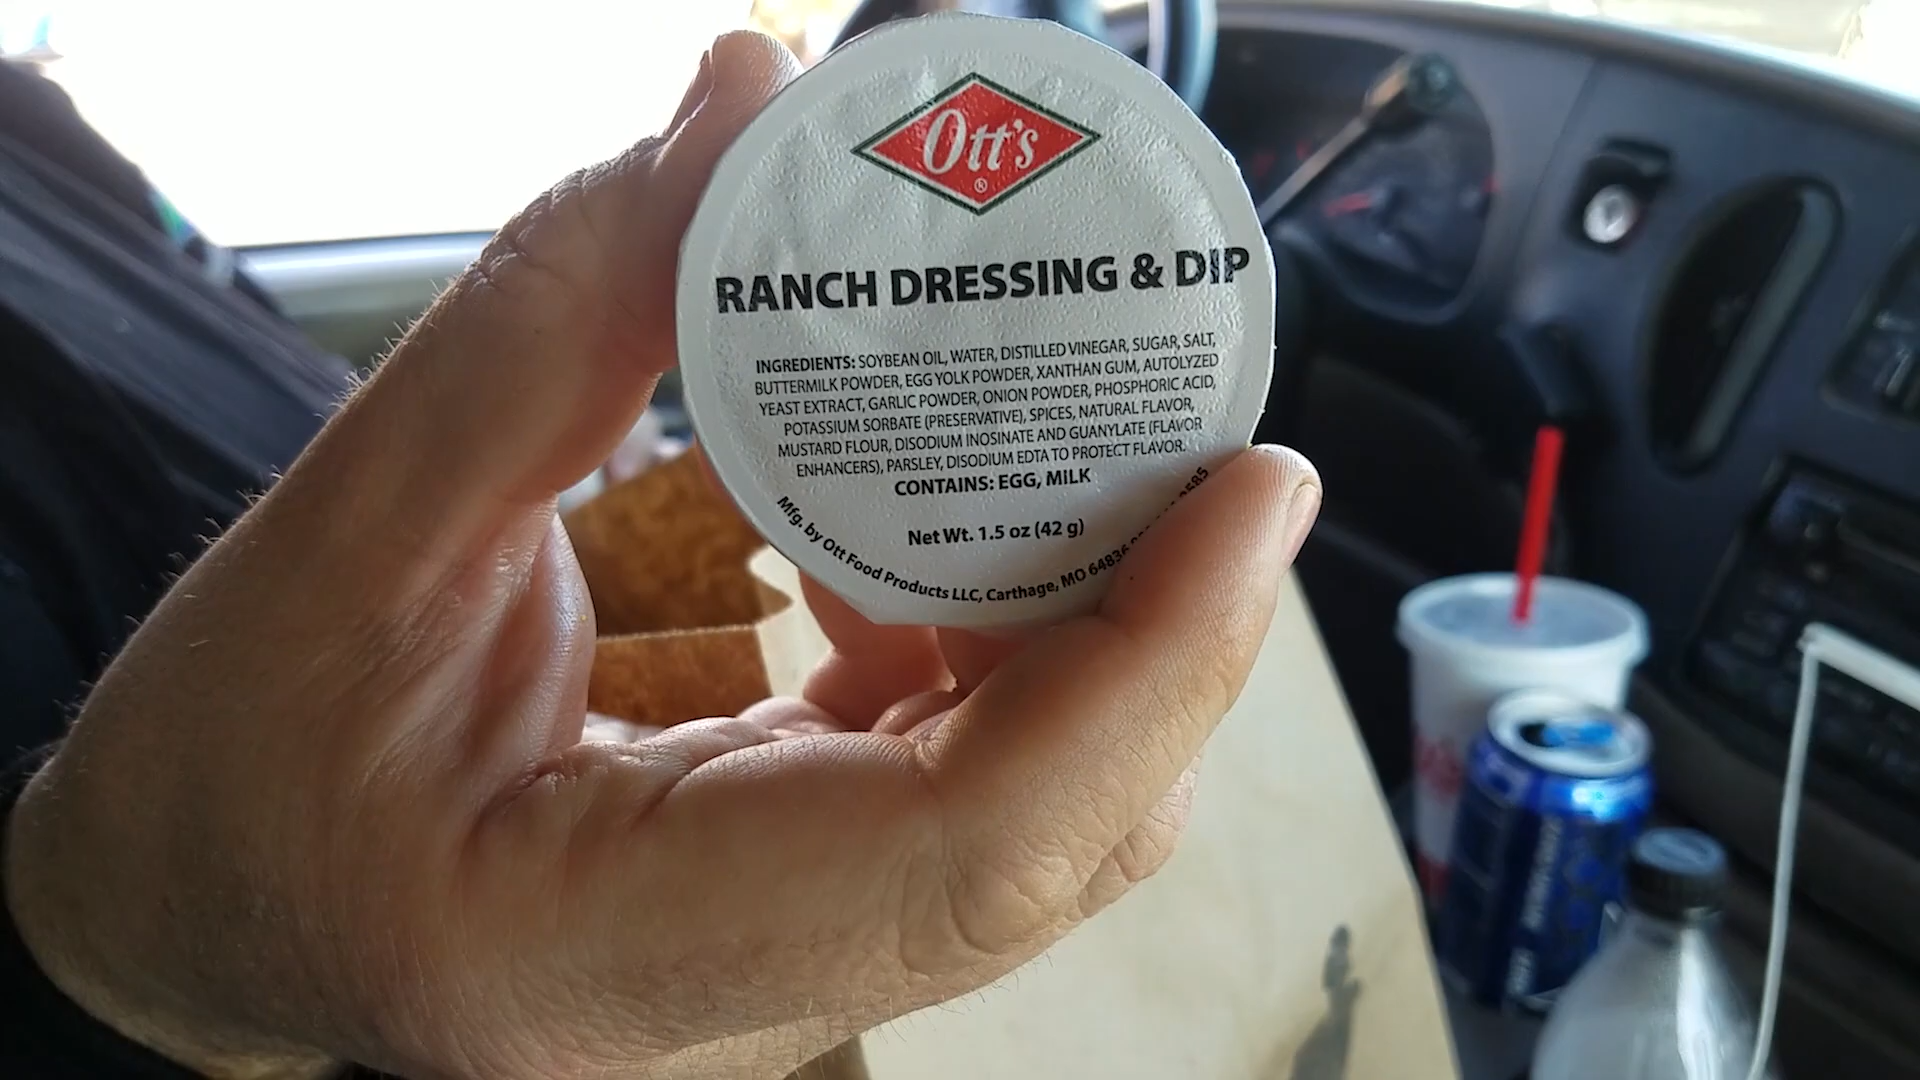 Ott's
®
RANCH DRESSING & DIP
INGREDIENTS: SOYBEAN OIL, WATER, DISTILLED VINEGAR, SUGAR, SALT,
BUTTERMILK POWDER, EGG YOLK POWDER, XANTHAN GUM, AUTOLYZED
YEAST EXTRACT, GARLIC POWDER, ONION POWDER, PHOSPHORIC ACID,
POTASSIUM SORBATE (PRESERVATIVE), SPICES, NATURAL FLAVOR,
MUSTARD FLOUR, DISODIUM INOSINATE AND GUANYLATE (FLAVOR
ENHANCERS), PARSLEY, DISODIUM EDTA TO PROTECT FLAVOR.
CONTAINS: EGG, MILK
Net Wt. 1.5 oz (42 g)
Mfg. by Ott Food Products LLC, Carthage, MO 64836